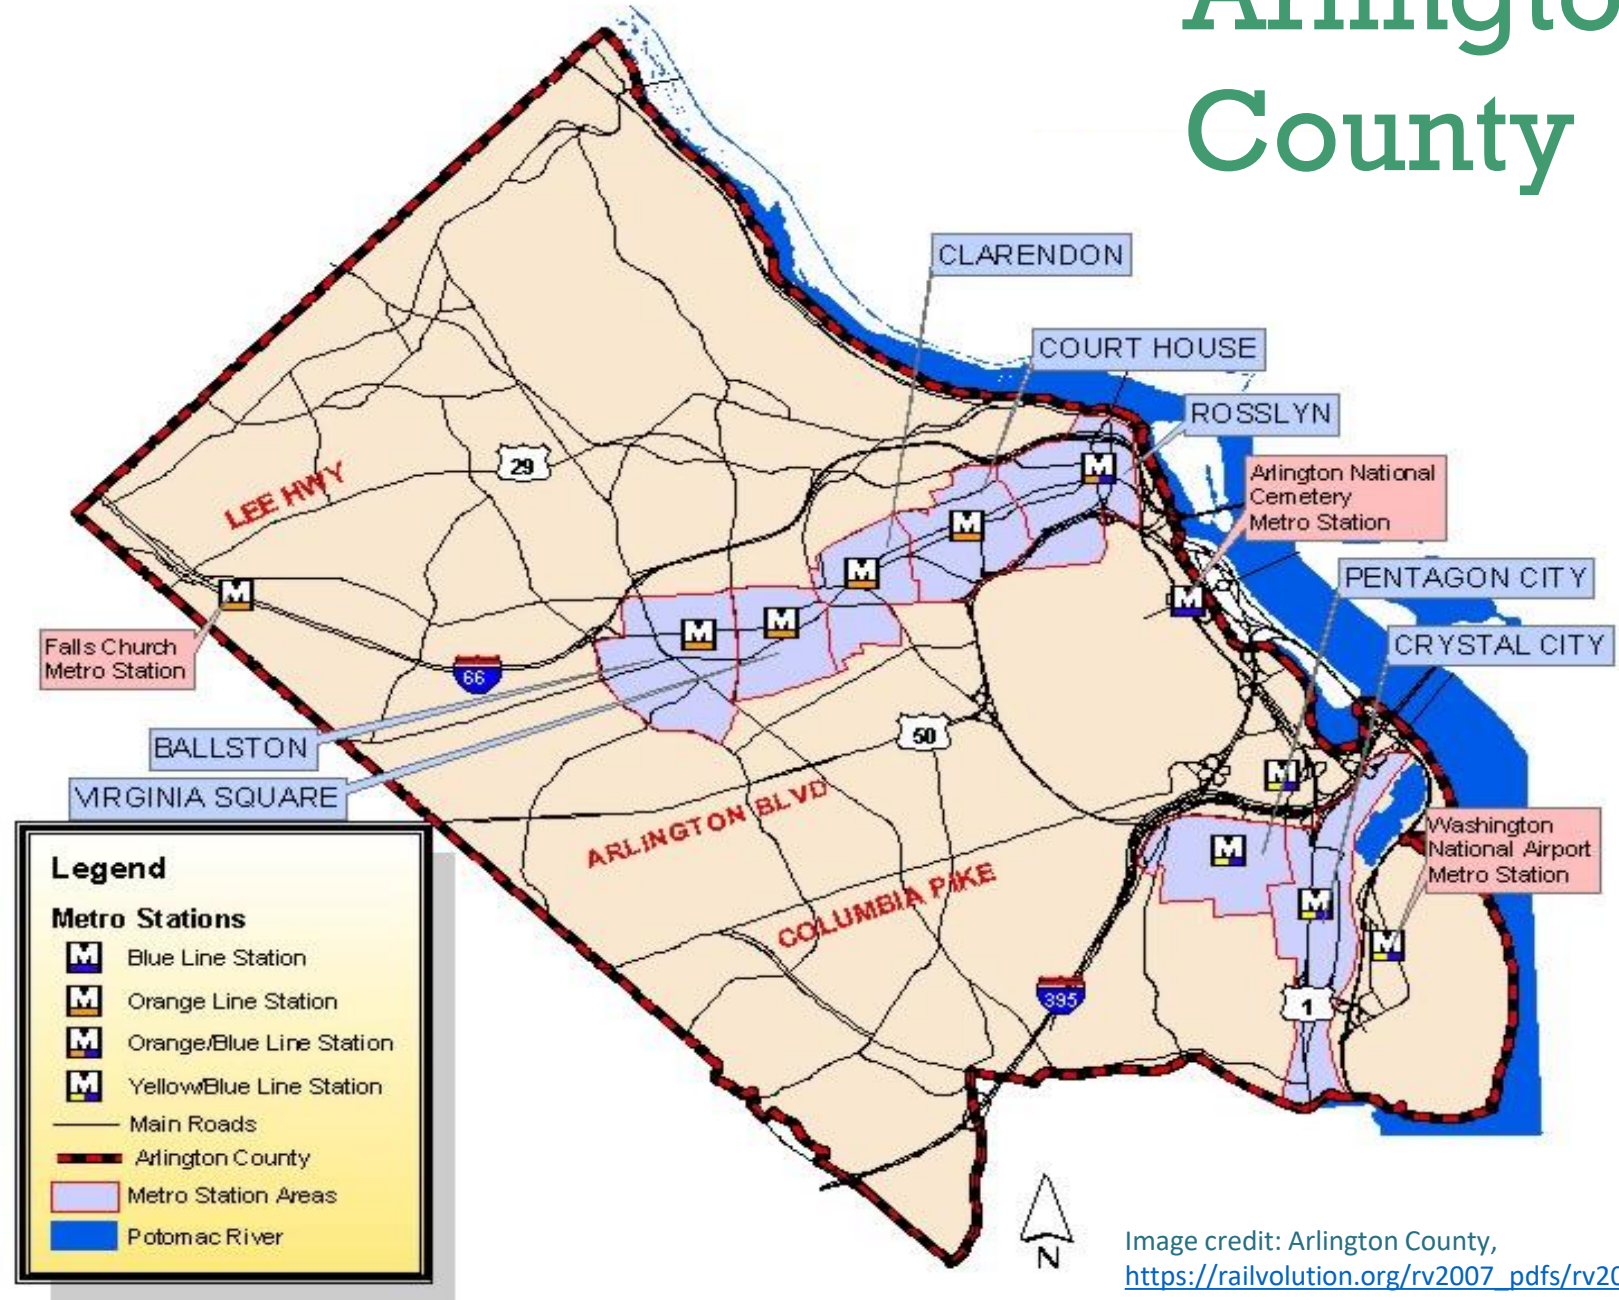 Arlingto
County
CLARENDON
COURT HOUSE
ROSSLYN
Arlington National
Cemetery
Metro Station
PENTAGON CITY
CRYSTAL CITY
29
LEE HWY
Falls Church
Metro Station
66
BALLSTON
VIRGINIA SQUARE
50
ARLINGTON BLVD
COLUMBIA PIKE
Washington
National Airport
Metro Station
395
1
M
M
M
M
M
M
M
M
M
M
M
Legend
Metro Stations
M Blue Line Station
M Orange Line Station
M Orange/Blue Line Station
M Yellow/Blue Line Station
Main Roads
Arlington County
Metro Station Areas
Potomac River
N
Image credit: Arlington County,
https://railvolution.org/rv2007_pdfs/rv20